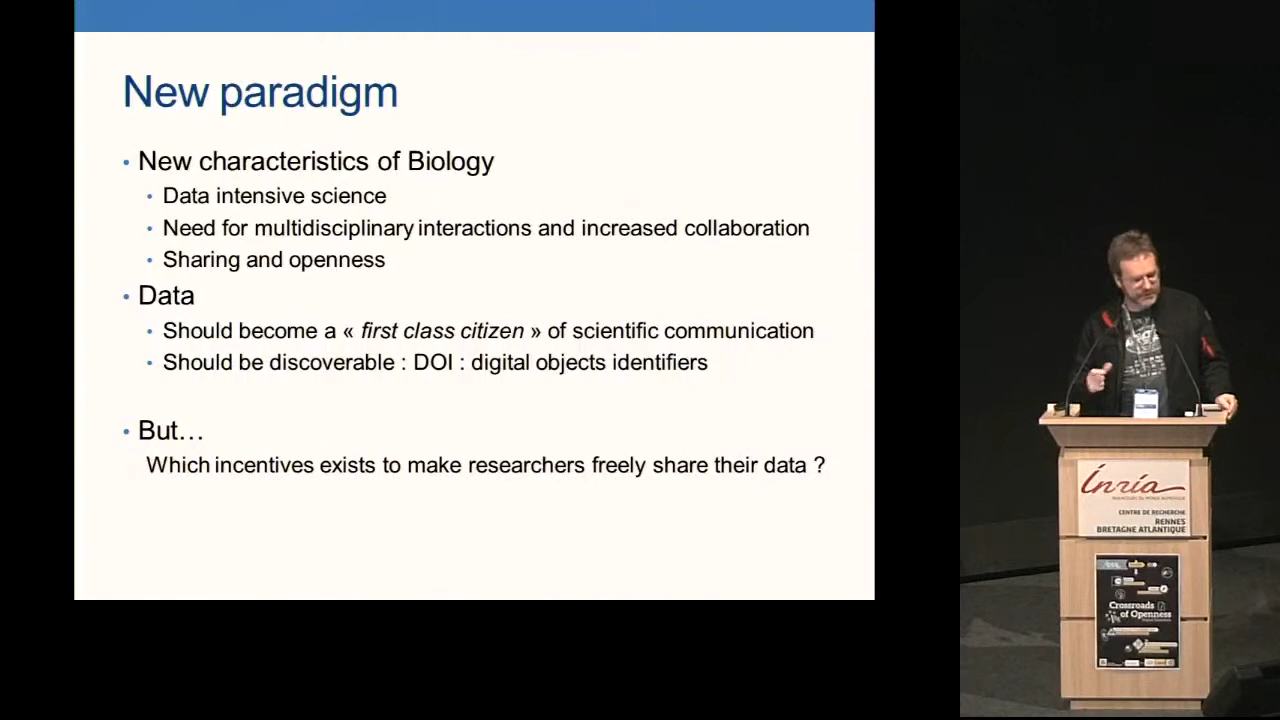 New paradigm
• New characteristics of Biology
• Data intensive science
• Need for multidisciplinary interactions and increased collaboration
• Sharing and openness
• Data
• Should become a « first class citizen » of scientific communication
• Should be discoverable : DOI : digital objects identifiers
• But…
Which incentives exists to make researchers freely share their data ?
Inria
CENTRE DE RECHERCHE
RENNES
BRETAGNE ATLANTIQUE
Crossroads
of Openness